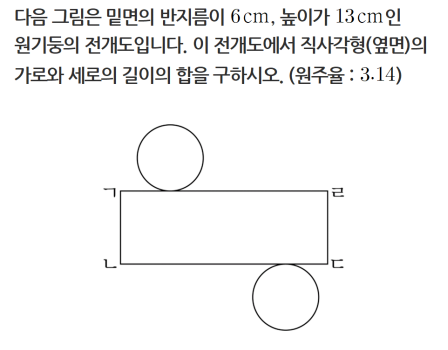 다음 그림은 밑면의 반지름이 6cm, 높이가 13cm인
원기둥의 전개도입니다. 이 전개도에서 직사각형(옆면)의
가로와 세로의 길이의 합을 구하시오. (원주율 : 3.14)
ㄱ ㄹ
ㄴ ㄷ